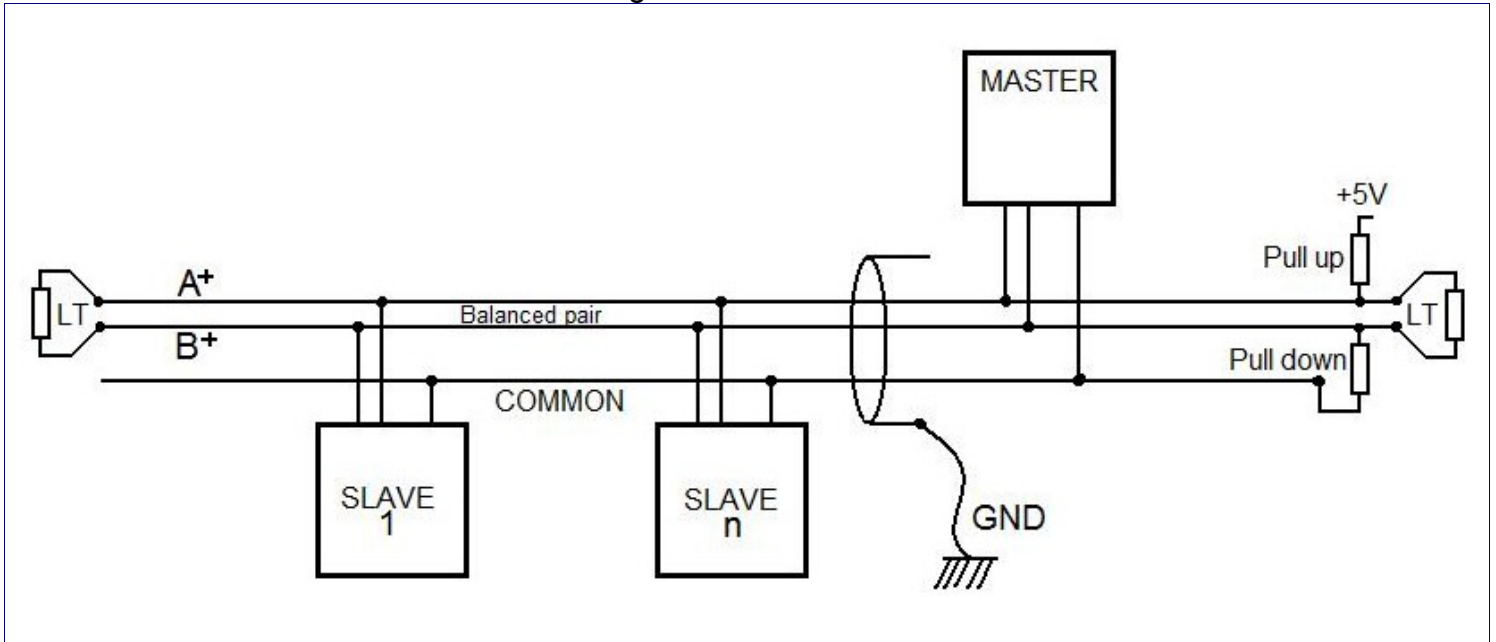 MASTER
+5V
Pull up
A+
LT
Balanced pair
LT
B+
Pull down
COMMON
SLAVE
1
SLAVE
n
GND